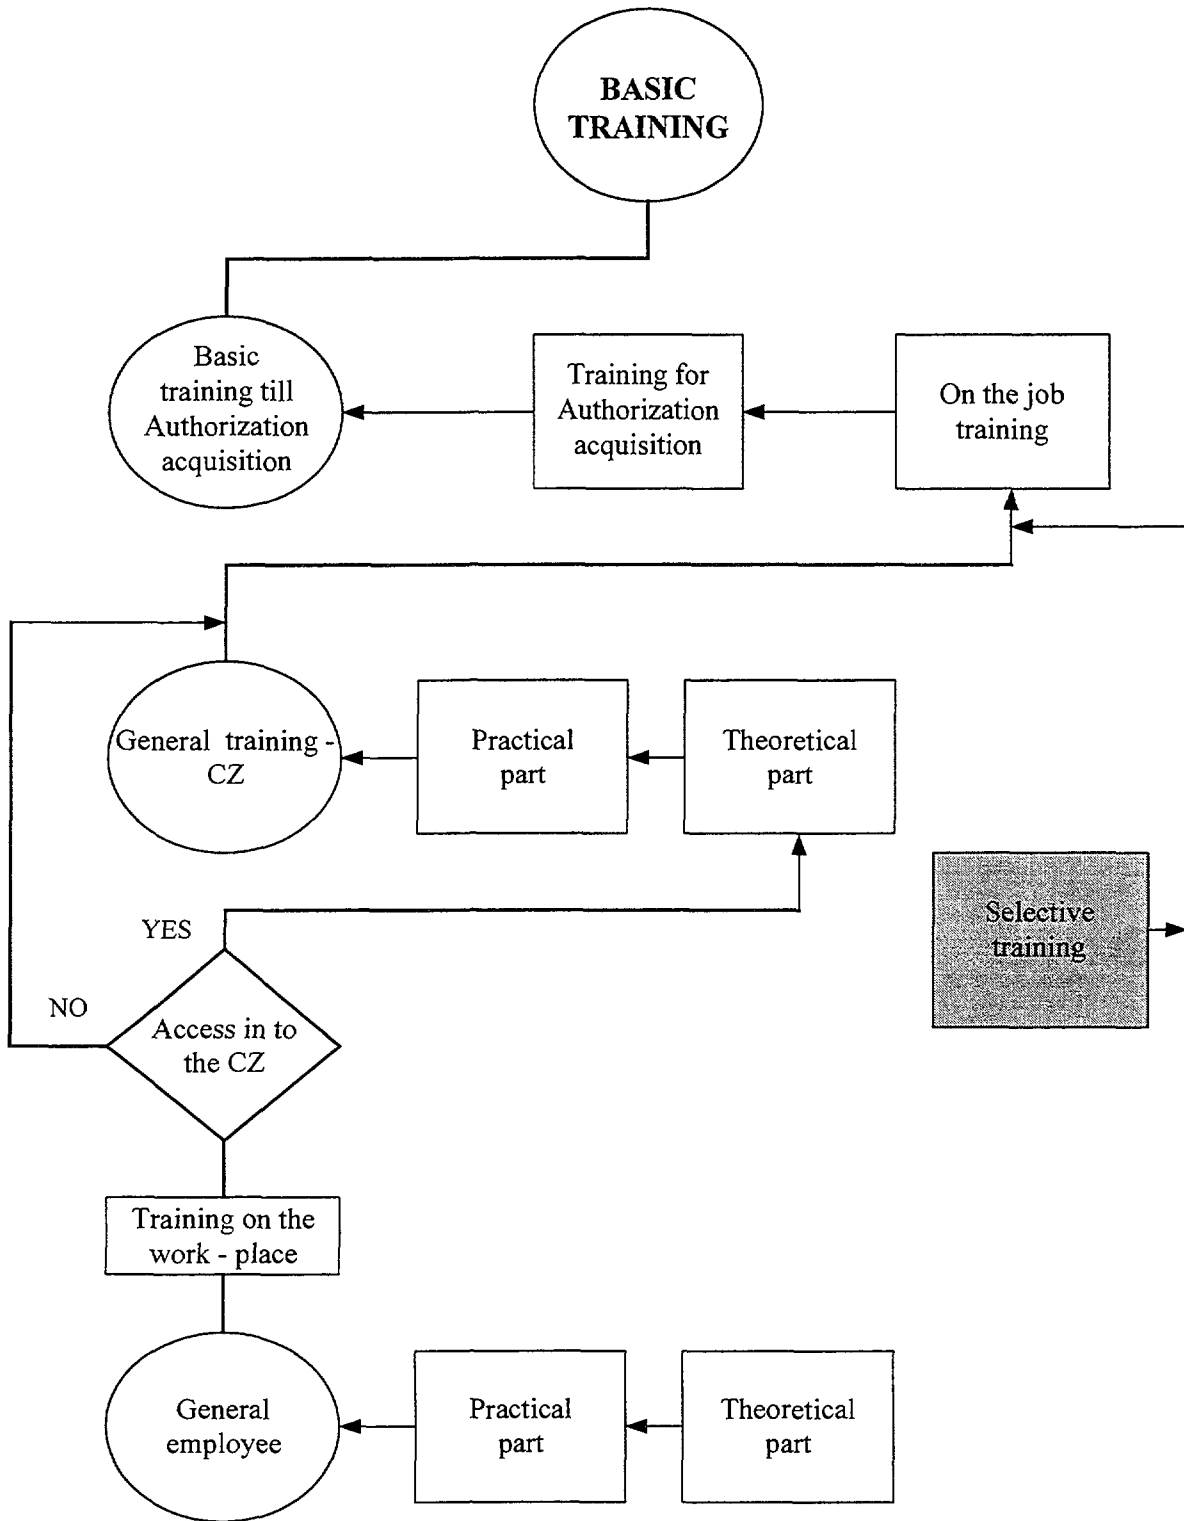 BASIC
TRAINING
Basic
training till
Authorization
acquisition
Training for
Authorization
acquisition
On the job
training
General training -
CZ
Practical
part
Theoretical
part
YES
Selective
training
NO
Access in to
the CZ
Training on the
work - place
General
employee
Practical
part
Theoretical
part